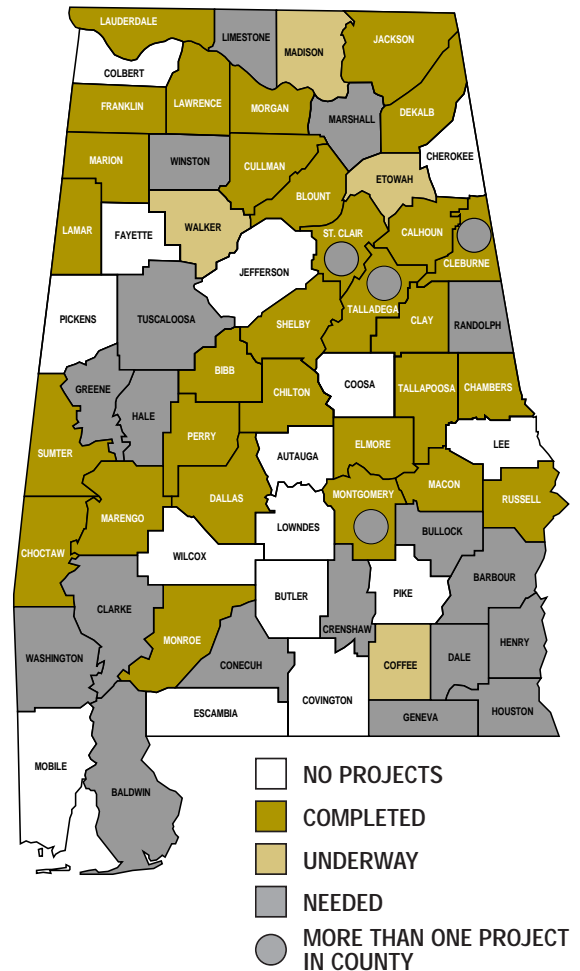 LAUDERDALE
LIMESTONE
MADISON
JACKSON
COLBERT
FRANKLIN
LAWRENCE
MORGAN
MARSHALL
DEKALB
CHEROKEE
MARION
WINSTON
CULLMAN
ETOWAH
BLOUNT
LAMAR
FAYETTE
WALKER
ST. CLAIR
CALHOUN
CLEBURNE
JEFFERSON
PICKENS
TUSCALOOSA
TALLADEGA
SHELBY
CLAY
RANDOLPH
GREENE
HALE
BIBB
CHILTON
COOSA
TALLAPOOSA
CHAMBERS
SUMTER
PERRY
AUTAUGA
ELMORE
LEE
MARENGO
DALLAS
MONTGOMERY
MACON
RUSSELL
CHOCTAW
LOWNDES
BULLOCK
WILCOX
CLARKE
BUTLER
PIKE
BARBOUR
MONROE
CRENSHAW
WASHINGTON
CONECUH
COFFEE
DALE
HENRY
ESCAMBIA
COVINGTON
GENEVA
HOUSTON
MOBILE
BALDWIN
NO PROJECTS
COMPLETED
UNDERWAY
NEEDED
MORE THAN ONE PROJECT
IN COUNTY